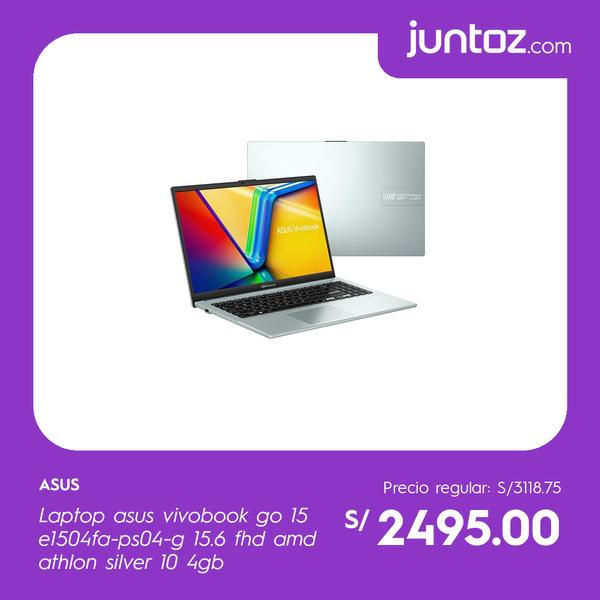 juntoz.com
ASUS Vivobook
ASUS
Laptop asus vivobook go 15
e1504fa-ps04-g 15.6 fhd amd
athlon silver 10 4gb
Precio regular: S/3118.75
S/ 2495.00